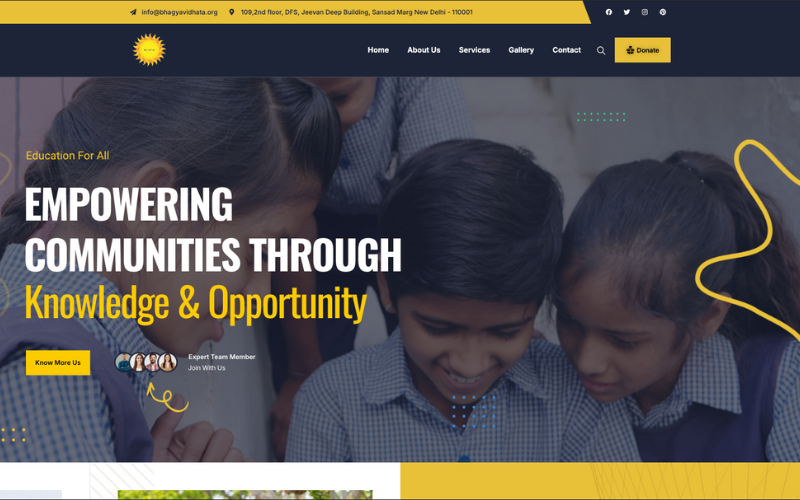 info@bhagyavidhata.org 109,2nd floor, DFS, Jeevan Deep Building, Sansad Marg New Delhi - 110001
Home About Us Services Gallery Contact Donate
Education For All
EMPOWERING
COMMUNITIES THROUGH
Knowledge & Opportunity
Know More Us
Expert Team Member
Join With Us